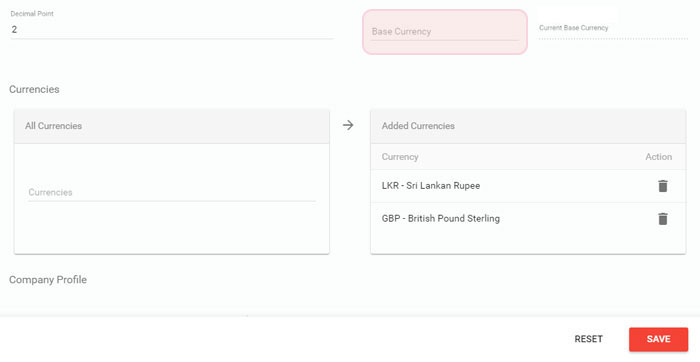 Decimal Point
2
Base Currency
Current Base Currency
Currencies
All Currencies
Currencies
Added Currencies
Currency Action
LKR - Sri Lankan Rupee
GBP - British Pound Sterling
Company Profile
RESET SAVE